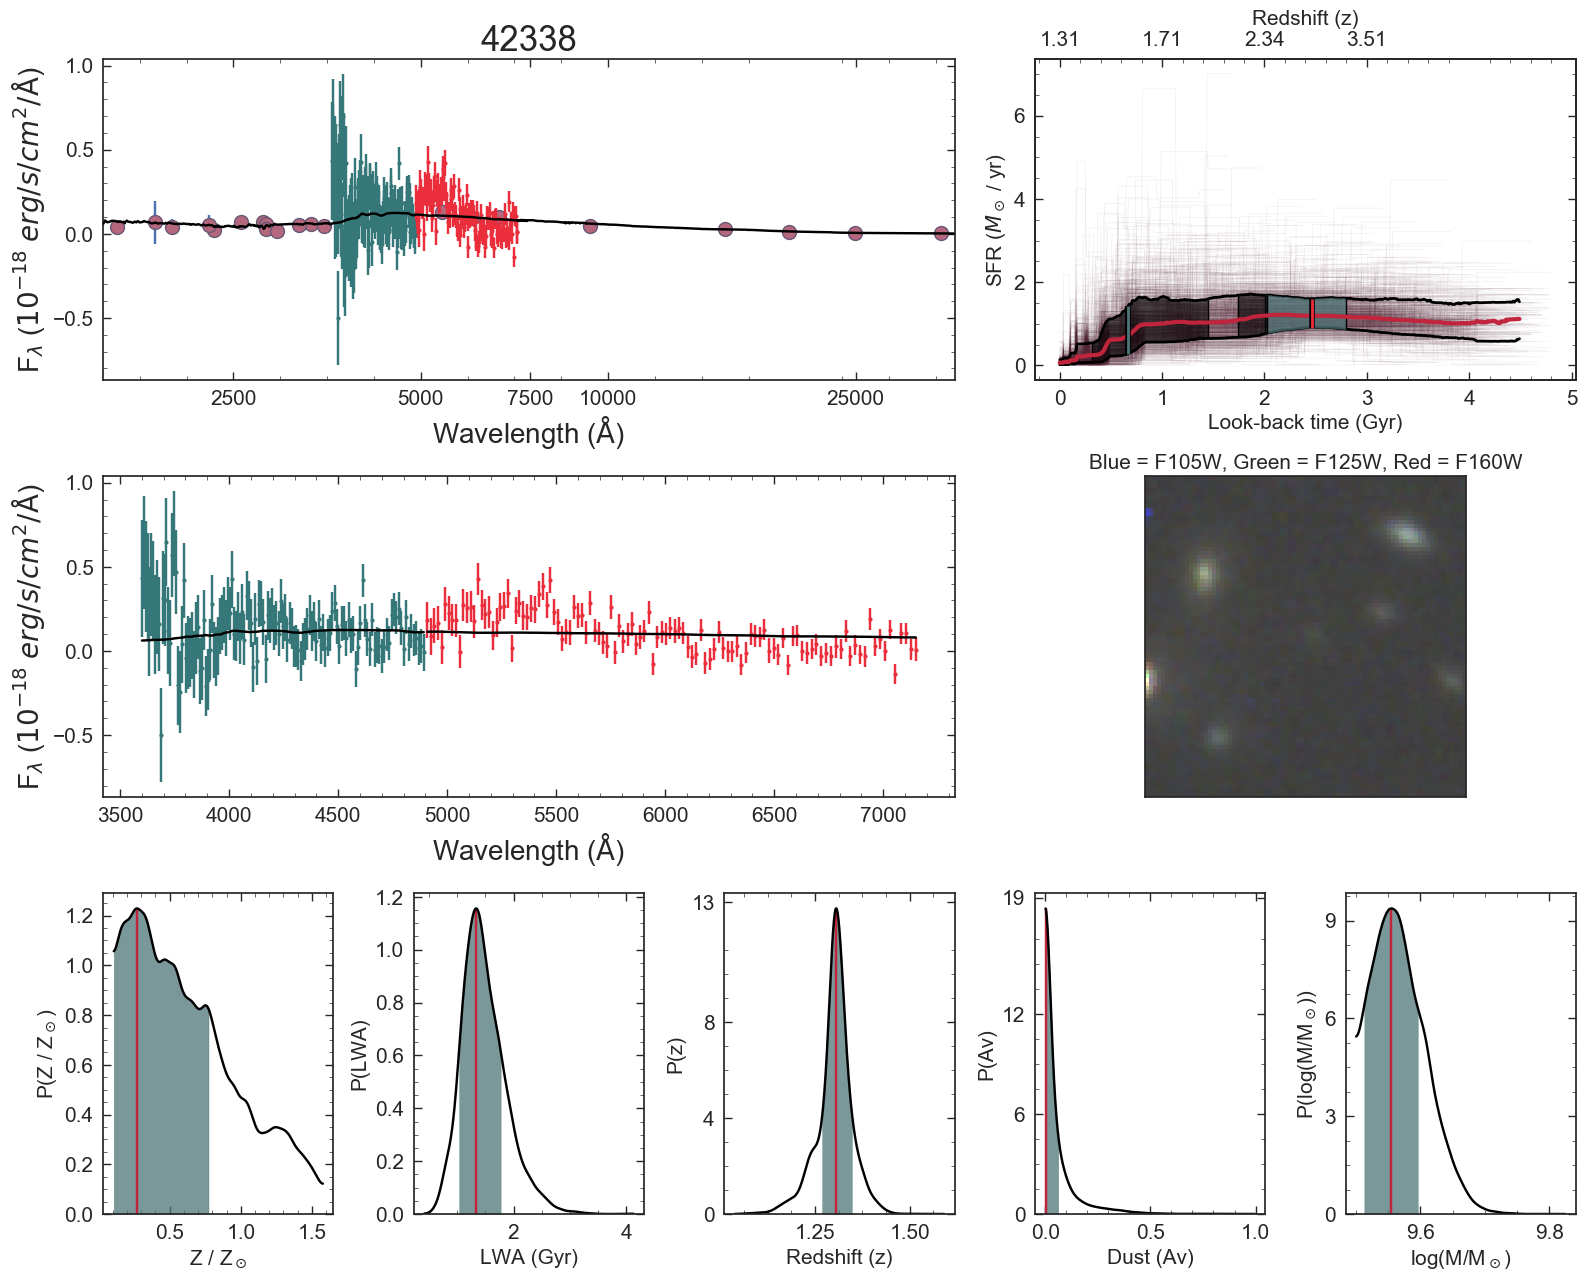 42338
1.0
0.5
0.0
−0.5
F_λ (10^{-18} erg/s/cm^2/Å)
2500 5000 7500 10000 25000
Wavelength (Å)
Redshift (z)
1.31 1.71 2.34 3.51
6
4
2
0
SFR (M_⊙ / yr)
0 1 2 3 4 5
Look-back time (Gyr)
1.0
0.5
0.0
−0.5
F_λ (10^{-18} erg/s/cm^2/Å)
3500 4000 4500 5000 5500 6000 6500 7000
Wavelength (Å)
Blue = F105W, Green = F125W, Red = F160W
1.2
1.0
0.8
0.6
0.4
0.2
0.0
P(Z / Z_⊙)
0.5 1.0 1.5
Z / Z_⊙
1.2
1.0
0.8
0.6
0.4
0.2
0.0
P(LWA)
2 4
LWA (Gyr)
13
8
4
0
P(z)
1.25 1.50
Redshift (z)
19
12
6
0
P(Av)
0.0 0.5 1.0
Dust (Av)
9
6
3
0
P(log(M/M_⊙))
9.6 9.8
log(M/M_⊙)